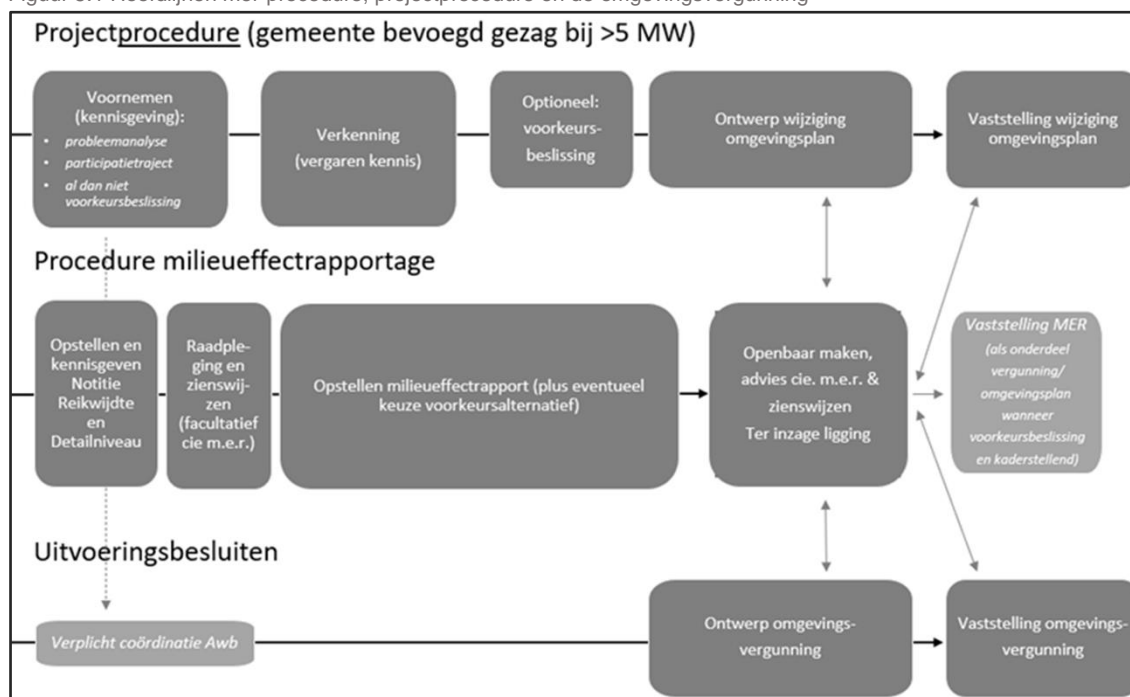 Projectprocedure (gemeente bevoegd gezag bij >5 MW)
Voornemen
(kennisgeving):
• probleemanalyse
• participatietraject
• al dan niet
voorkeursbeslissing
Verkenning
(vergaren kennis)
Optioneel:
voorkeurs-
beslissing
Ontwerp wijziging
omgevingsplan
Vaststelling wijziging
omgevingsplan
Procedure milieueffectrapportage
Opstellen en
kennisgeven
Notitie
Reikwijdte
en
Detailniveau
Raadple-
ging en
zienswij-
zen
(facultatief
cie m.e.r.)
Opstellen milieueffectrapport (plus eventueel
keuze voorkeursalternatief)
Openbaar maken,
advies cie. m.e.r. &
zienswijzen
Ter inzage ligging
Vaststelling MER
(als onderdeel
vergunning/
omgevingsplan
wanneer
voorkeursbeslissing
en kaderstellend)
Uitvoeringsbesluiten
Verplicht coördinatie Awb
Ontwerp omgevings-
vergunning
Vaststelling omgevings-
vergunning